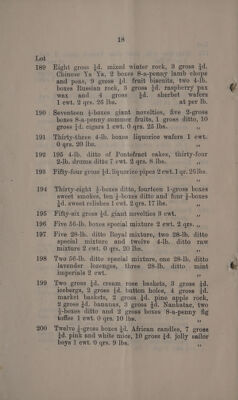 18
Lot
189 Eight gross ½d. mixed winter rock, 3 gross ½d.
Chinese Ya Ya, 2 boxes 8-a-penny lamb chops
and peas, 9 gross ½d. fruit biscuits, two 4-lb.
boxes Russian rock, 3 gross ½d. raspberry pax
wax and 4 gross ½d. sherbet wafers
1 cwt. 2 qrs. 25 lbs. at per lb.
190 Seventeen ½-boxes giant novelties, five 2-gross
boxes 8-a-penny summer fruits, 1 gross ditto, 10
gross ½d. cigars 1 cwt. 0 qrs. 25 lbs. ,,
191 Thirty-three 4-lb. boxes liquorice wafers 1 cwt.
0 qrs. 20 lbs. ,,
192 195 4-lb. ditto of Pontefract cakes, thirty-four
2-lb. drums ditto 7 cwt. 2 qrs. 8 lbs. ,,
193 Fifty-four gross ½d. liquorice pipes 2 cwt. 1 qr. 26 lbs.
,,
194 Thirty-eight ½-boxes ditto, fourteen 1-gross boxes
sweet smokes, ten ½-boxes ditto and four ½-boxes
½d. sweet relishes 1 cwt. 2 qrs. 17 lbs. ,,
195 Fifty-six gross ½d. giant novelties 3 cwt. ,,
196 Five 56-lb. boxes special mixture 2 cwt. 2 qrs. ,,
197 Five 28-lb. ditto Royal mixture, two 28-lb. ditto
special mixture and twelve 4-lb. ditto raw
mixture 2 cwt. 0 qrs. 20 lbs. ,,
198 Two 56-lb. ditto special mixture, one 28-lb. ditto
lavender lozenges, three 28-lb. ditto mint
imperials 2 cwt. ,,
199 Two gross ½d. cream rose baskets, 3 gross ½d.
icebergs, 2 gross ½d. button holes, 4 gross ½d.
market baskets, 2 gross ½d. pine apple rock,
2 gross ½d. bananas, 3 gross ½d. Nankatac, two
½-boxes ditto and 2 gross boxes 8-a-penny fig
toffee 1 cwt. 0 qrs. 10 lbs. ,,
200 Twelve ½-gross boxes ½d. African candies, 7 gross
½d. pink and white mice, 10 gross ½d. jolly sailor
boys 1 cwt. 0 qrs. 9 lbs. ,,